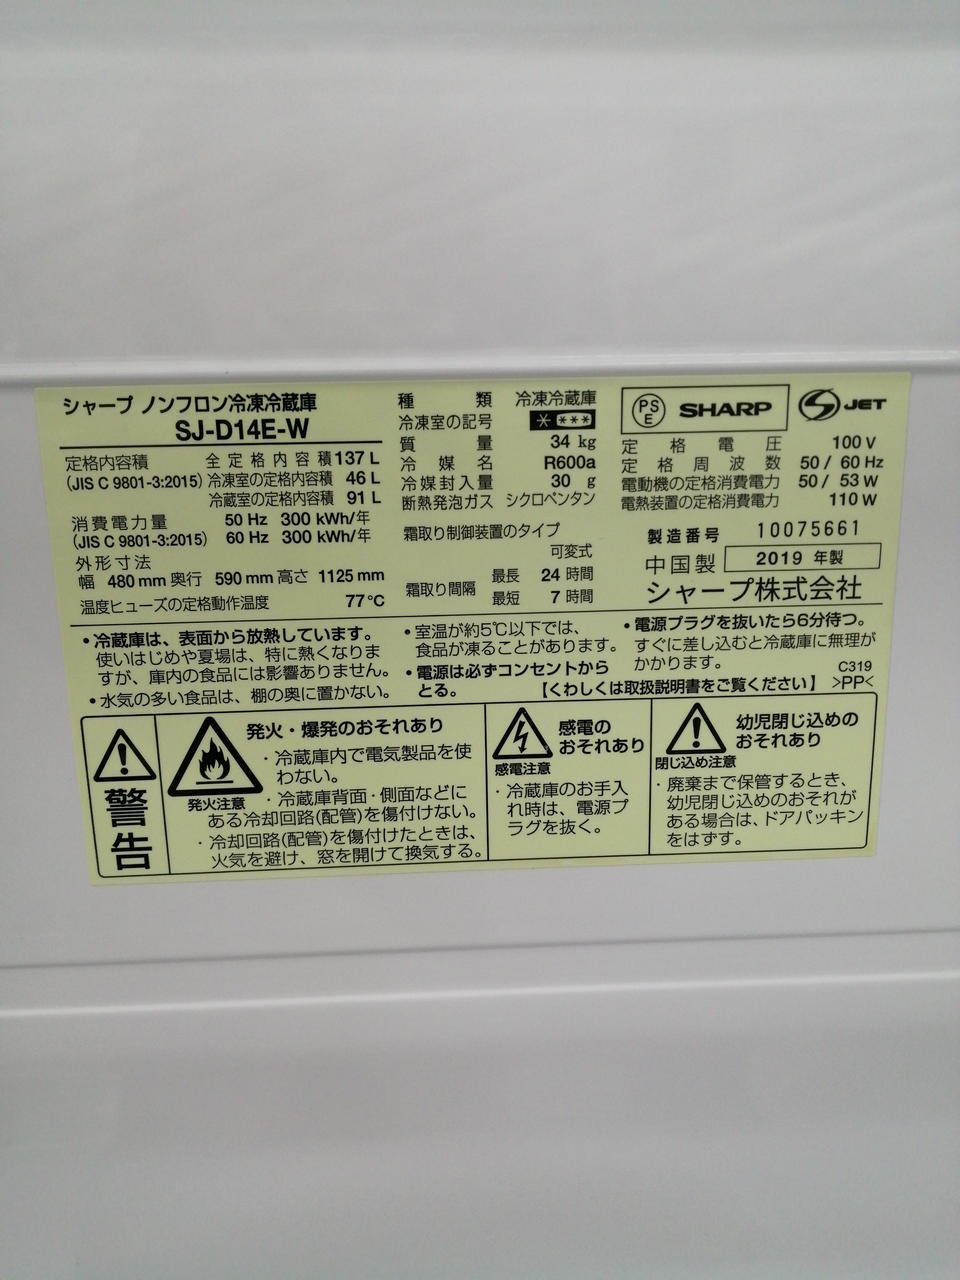 シャープ ノンフロン冷凍冷蔵庫
SJ-D14E-W
定格内容積 全定格内容積 137 L
(JIS C 9801-3:2015) 冷凍室の定格内容積 46 L
冷蔵室の定格内容積 91 L
消費電力量 50 Hz 300 kWh/年
(JIS C 9801-3:2015) 60 Hz 300 kWh/年
外形寸法
幅 480 mm 奥行 590 mm 高さ 1125 mm
温度ヒューズの定格動作温度 77℃
種類 冷凍冷蔵庫
冷凍室の記号 * ***
質量 34 kg
冷媒名 R600a
冷媒封入量 30 g
断熱発泡ガス シクロペンタン
霜取り制御装置のタイプ
可変式
霜取り間隔 最長 24 時間
最短 7 時間
PS
E
SHARP
S JET
定格電圧 100 V
定格周波数 50 / 60 Hz
電動機の定格消費電力 50 / 53 W
電熱装置の定格消費電力 110 W
製造番号 10075661
中国製 2019 年製
シャープ株式会社
・冷蔵庫は、表面から放熱しています。
使いはじめや夏場は、特に熱くなりま
すが、庫内の食品には影響ありません。
・水気の多い食品は、棚の奥に置かない。
・室温が約5℃以下では、
食品が凍ることがあります。
・電源は必ずコンセントから
とる。
・電源プラグを抜いたら6分待つ。
すぐに差し込むと冷蔵庫に無理が
かかります。
C319
【くわしくは取扱説明書をご覧ください】 >PP<
警告
発火・爆発のおそれあり
発火注意
・冷蔵庫内で電気製品を使
わない。
・冷蔵庫背面・側面などに
ある冷却回路(配管)を傷付けない。
・冷却回路(配管)を傷付けたときは、
火気を避け、窓を開けて換気する。
感電の
おそれあり
感電注意
・冷蔵庫のお手入
れ時は、電源プ
ラグを抜く。
幼児閉じ込めの
おそれあり
閉じ込め注意
・廃棄まで保管するとき、
幼児閉じ込めのおそれが
ある場合は、ドアパッキン
をはずす。